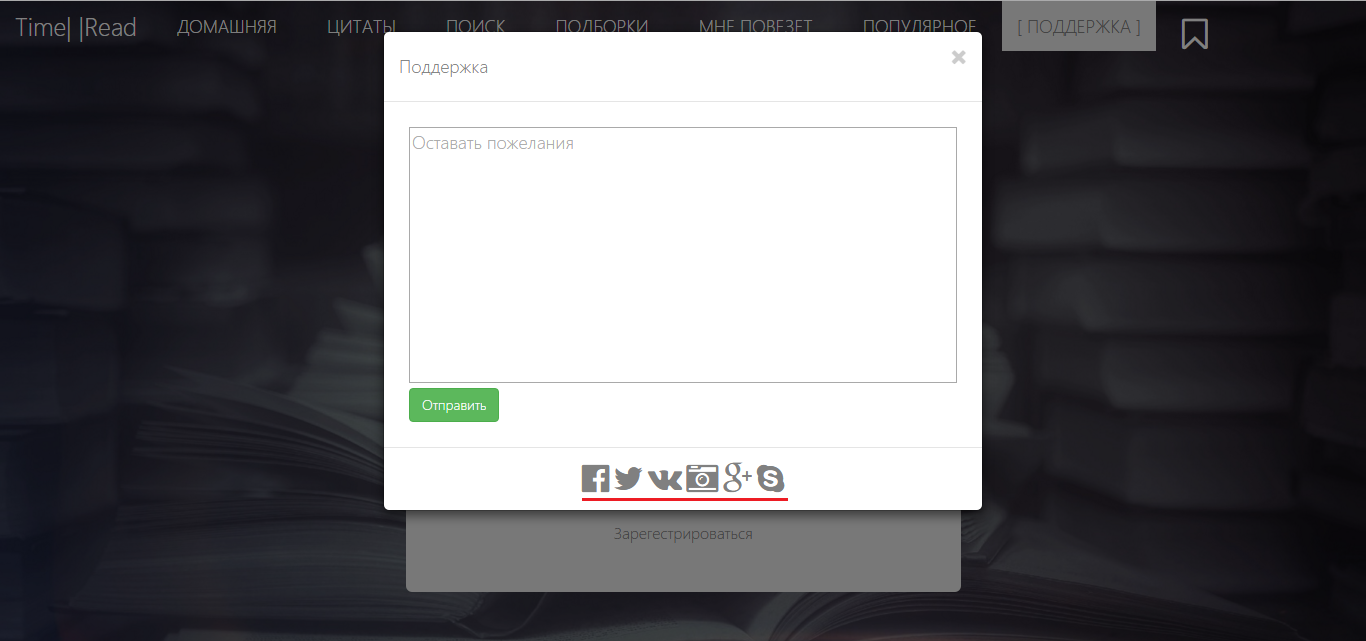 Time| |Read ДОМАШНЯЯ ЦИТАТЫ ПОИСК ПОДБОРКИ МНЕ ПОВЕЗЕТ ПОПУЛЯРНОЕ [ ПОДДЕРЖКА ]
Поддержка
Оставать пожелания
Отправить
Зарегестрироваться